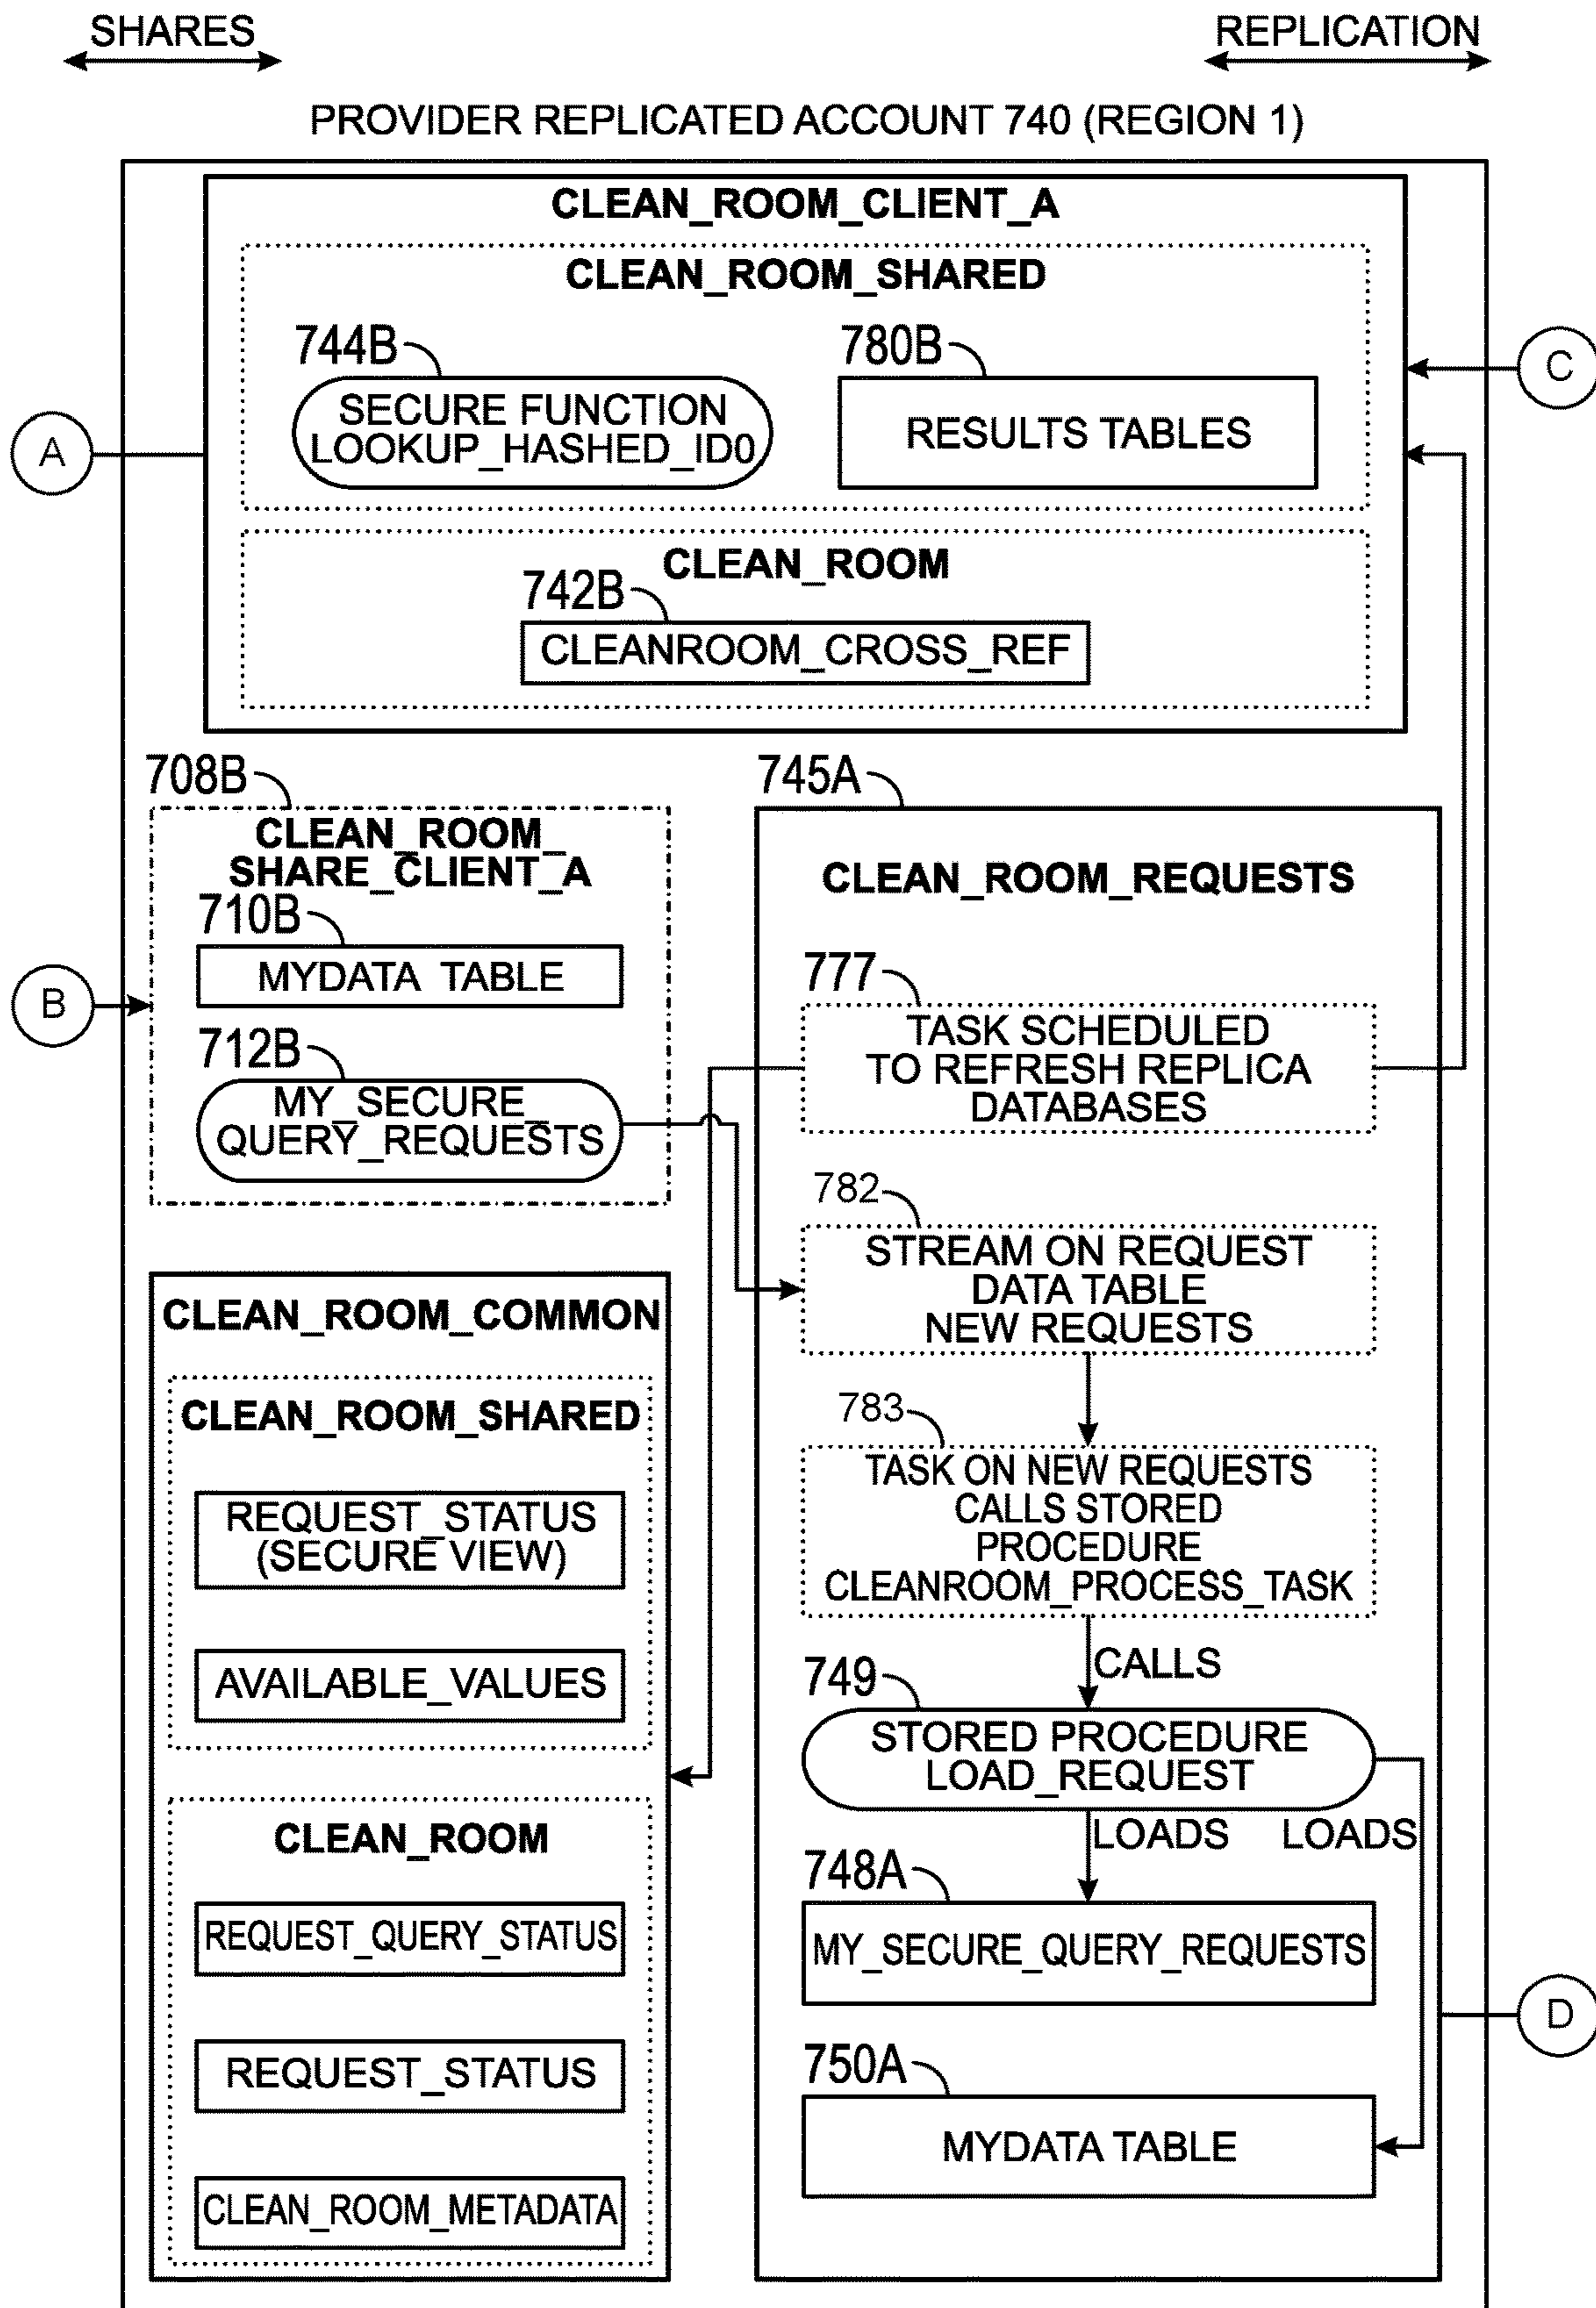 SHARES
REPLICATION
PROVIDER REPLICATED ACCOUNT 740 (REGION 1)
CLEAN_ROOM_CLIENT_A
CLEAN_ROOM_SHARED
744B
780B
SECURE FUNCTION
LOOKUP_HASHED_ID0
RESULTS TABLES
C
A
CLEAN_ROOM
742B
CLEANROOM_CROSS_REF
708B
CLEAN_ROOM_
SHARE_CLIENT_A
710B
MYDATA TABLE
B
712B
MY_SECURE_
QUERY_REQUESTS
745A
CLEAN_ROOM_REQUESTS
777
TASK SCHEDULED
TO REFRESH REPLICA
DATABASES
782
STREAM ON REQUEST
DATA TABLE
NEW REQUESTS
783
TASK ON NEW REQUESTS
CALLS STORED
PROCEDURE
CLEANROOM_PROCESS_TASK
CALLS
749
STORED PROCEDURE
LOAD_REQUEST
LOADS
LOADS
748A
MY_SECURE_QUERY_REQUESTS
750A
MYDATA TABLE
D
CLEAN_ROOM_COMMON
CLEAN_ROOM_SHARED
REQUEST_STATUS
(SECURE VIEW)
AVAILABLE_VALUES
CLEAN_ROOM
REQUEST_QUERY_STATUS
REQUEST_STATUS
CLEAN_ROOM_METADATA